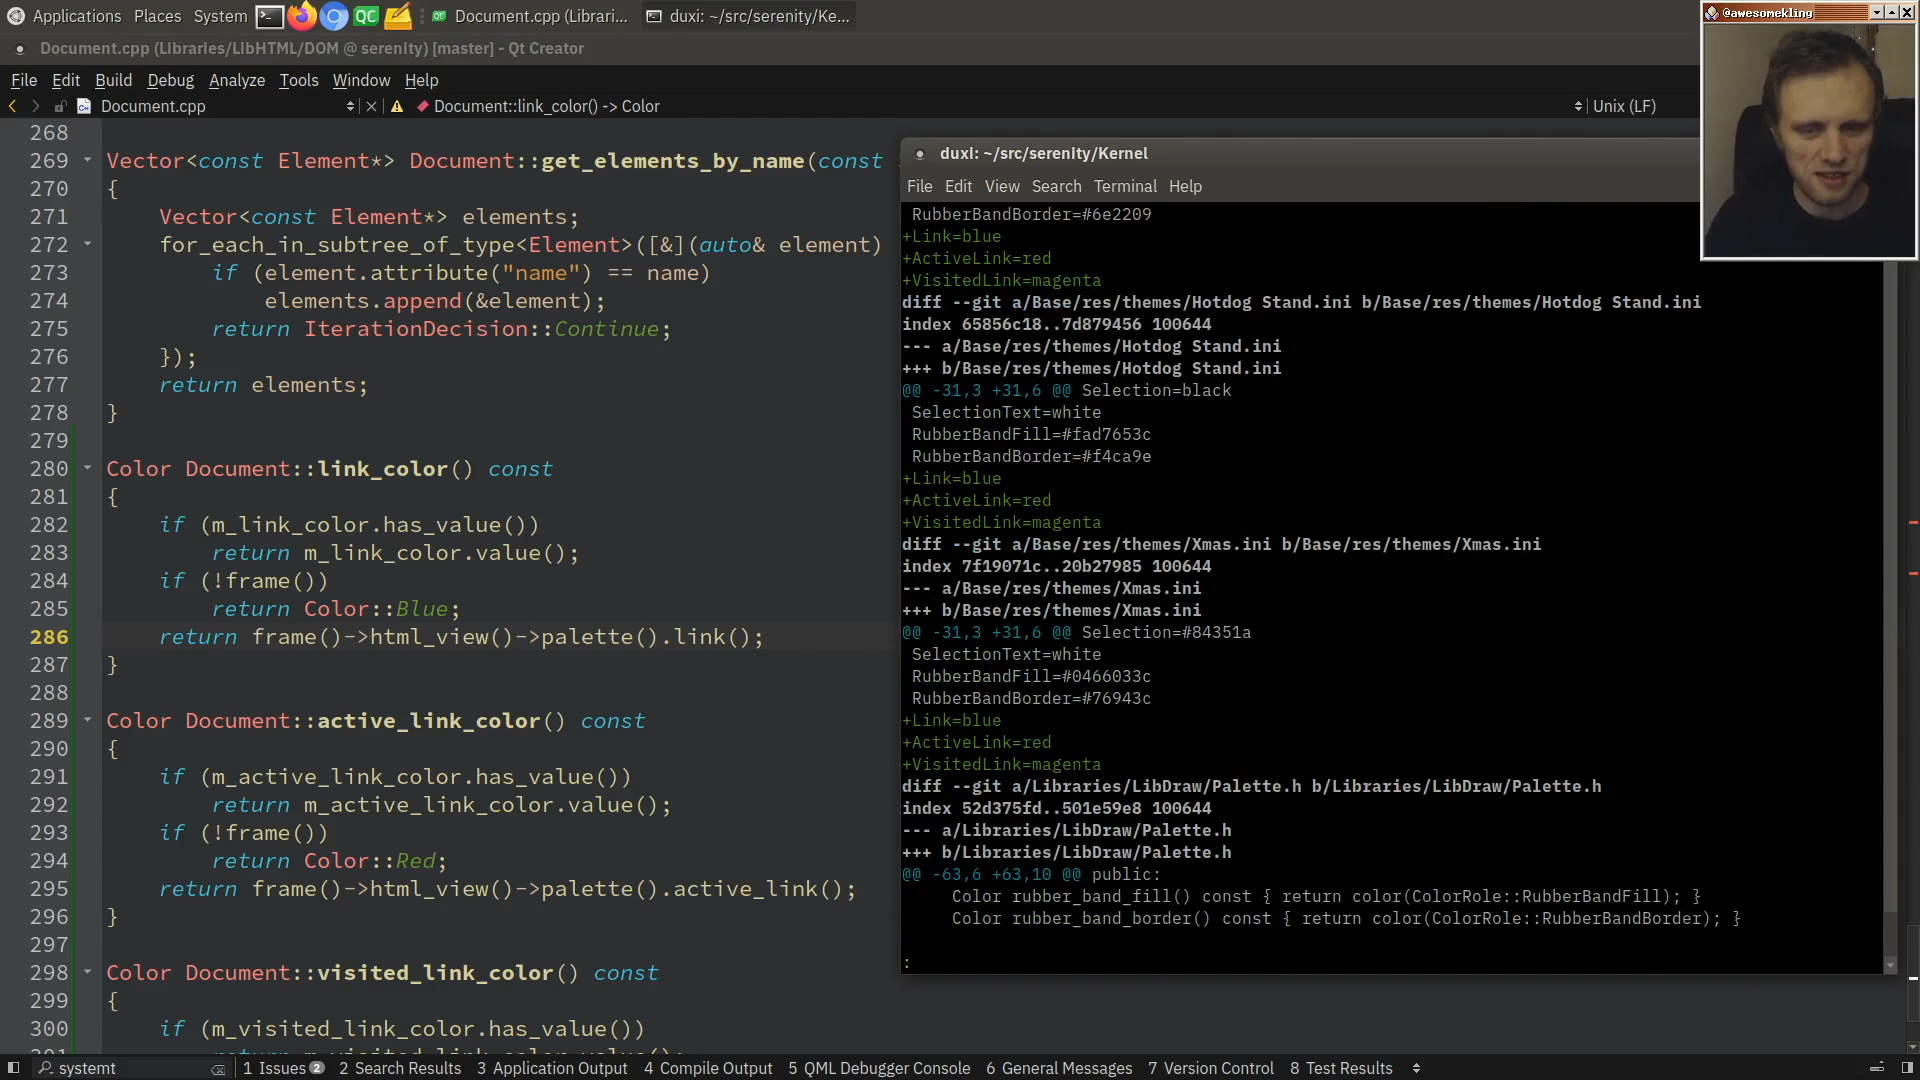 Applications Places System Document.cpp (Librari... duxi: ~/src/serenity/Ke...
@awesomekling
Document.cpp (Libraries/LibHTML/DOM @ serenity) [master] - Qt Creator
File Edit Build Debug Analyze Tools Window Help
Document.cpp Document::link_color() -> Color Unix (LF)
268
269 Vector<const Element*> Document::get_elements_by_name(const
270 {
271 Vector<const Element*> elements;
272 for_each_in_subtree_of_type<Element>([&](auto& element)
273 if (element.attribute("name") == name)
274 elements.append(&element);
275 return IterationDecision::Continue;
276 });
277 return elements;
278 }
279
280 Color Document::link_color() const
281 {
282 if (m_link_color.has_value())
283 return m_link_color.value();
284 if (!frame())
285 return Color::Blue;
286 return frame()->html_view()->palette().link();
287 }
288
289 Color Document::active_link_color() const
290 {
291 if (m_active_link_color.has_value())
292 return m_active_link_color.value();
293 if (!frame())
294 return Color::Red;
295 return frame()->html_view()->palette().active_link();
296 }
297
298 Color Document::visited_link_color() const
299 {
300 if (m_visited_link_color.has_value())
duxi: ~/src/serenity/Kernel
File Edit View Search Terminal Help
RubberBandBorder=#6e2209
+Link=blue
+ActiveLink=red
+VisitedLink=magenta
diff --git a/Base/res/themes/Hotdog Stand.ini b/Base/res/themes/Hotdog Stand.ini
index 65856c18..7d879456 100644
--- a/Base/res/themes/Hotdog Stand.ini
+++ b/Base/res/themes/Hotdog Stand.ini
@@ -31,3 +31,6 @@ Selection=black
SelectionText=white
RubberBandFill=#fad7653c
RubberBandBorder=#f4ca9e
+Link=blue
+ActiveLink=red
+VisitedLink=magenta
diff --git a/Base/res/themes/Xmas.ini b/Base/res/themes/Xmas.ini
index 7f19071c..20b27985 100644
--- a/Base/res/themes/Xmas.ini
+++ b/Base/res/themes/Xmas.ini
@@ -31,3 +31,6 @@ Selection=#84351a
SelectionText=white
RubberBandFill=#0466033c
RubberBandBorder=#76943c
+Link=blue
+ActiveLink=red
+VisitedLink=magenta
diff --git a/Libraries/LibDraw/Palette.h b/Libraries/LibDraw/Palette.h
index 52d375fd..501e59e8 100644
--- a/Libraries/LibDraw/Palette.h
+++ b/Libraries/LibDraw/Palette.h
@@ -63,6 +63,10 @@ public:
Color rubber_band_fill() const { return color(ColorRole::RubberBandFill); }
Color rubber_band_border() const { return color(ColorRole::RubberBandBorder); }
:
systemt 1 Issues 2 2 Search Results 3 Application Output 4 Compile Output 5 QML Debugger Console 6 General Messages 7 Version Control 8 Test Results